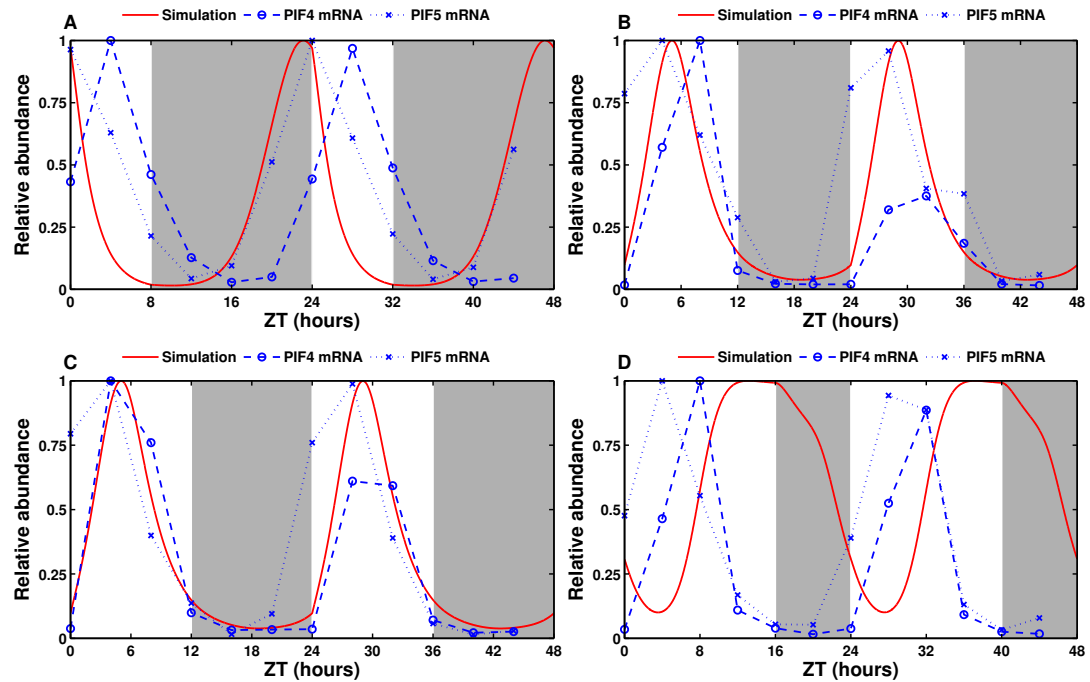 A
Simulation PIF4 mRNA PIF5 mRNA
Relative abundance
1
0.75
0.5
0.25
0
0 8 16 24 32 40 48
ZT (hours)
B
Simulation PIF4 mRNA PIF5 mRNA
Relative abundance
1
0.75
0.5
0.25
0
0 6 12 18 24 30 36 42 48
ZT (hours)
C
Simulation PIF4 mRNA PIF5 mRNA
Relative abundance
1
0.75
0.5
0.25
0
0 6 12 18 24 30 36 42 48
ZT (hours)
D
Simulation PIF4 mRNA PIF5 mRNA
Relative abundance
1
0.75
0.5
0.25
0
0 8 16 24 32 40 48
ZT (hours)